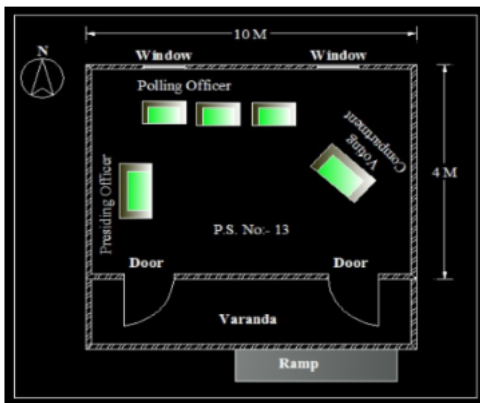 10 M
N
Window
Window
Polling Officer
Voting
Compartment
4 M
Presiding Officer
P.S. No:- 13
Door
Door
Varanda
Ramp